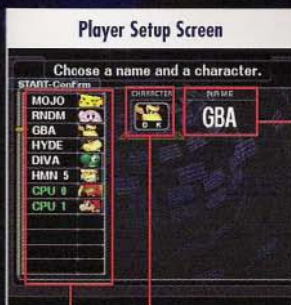 Player Setup Screen
Choose a name and a character.
START-Confirm
CHARACTER
NAME
MOJO
RNDM
GBA
HYDE
DIVA
HMN 5
CPU 0
CPU 1
DK
GBA